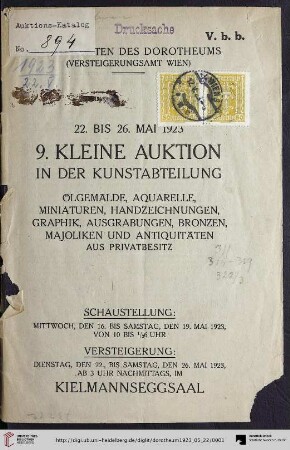 Auktions-Katalog
No. 894
Drucksache
V. b. b.
1923
TEN DES DOROTHEUMS
(VERSTEIGERUNGSAMT WIEN)
22. BIS 26. MAI 1923
9. KLEINE AUKTION
IN DER KUNSTABTEILUNG
ÖLGEMÄLDE, AQUARELLE,
MINIATUREN, HANDZEICHNUNGEN,
GRAPHIK, AUSGRABUNGEN, BRONZEN,
MAJOLIKEN UND ANTIQUITÄTEN
AUS PRIVATBESITZ
SCHAUSTELLUNG:
MITTWOCH, DEN 16. BIS SAMSTAG, DEN 19. MAI 1923,
VON 10 BIS 1/26 UHR
VERSTEIGERUNG:
DIENSTAG, DEN 22., BIS SAMSTAG, DEN 26. MAI 1923,
AB 3 UHR NACHMITTAGS, IM
KIELMANNSEGGSAAL
http://digi.ub.uni-heidelberg.de/diglit/dorotheum1923_05_22/0001